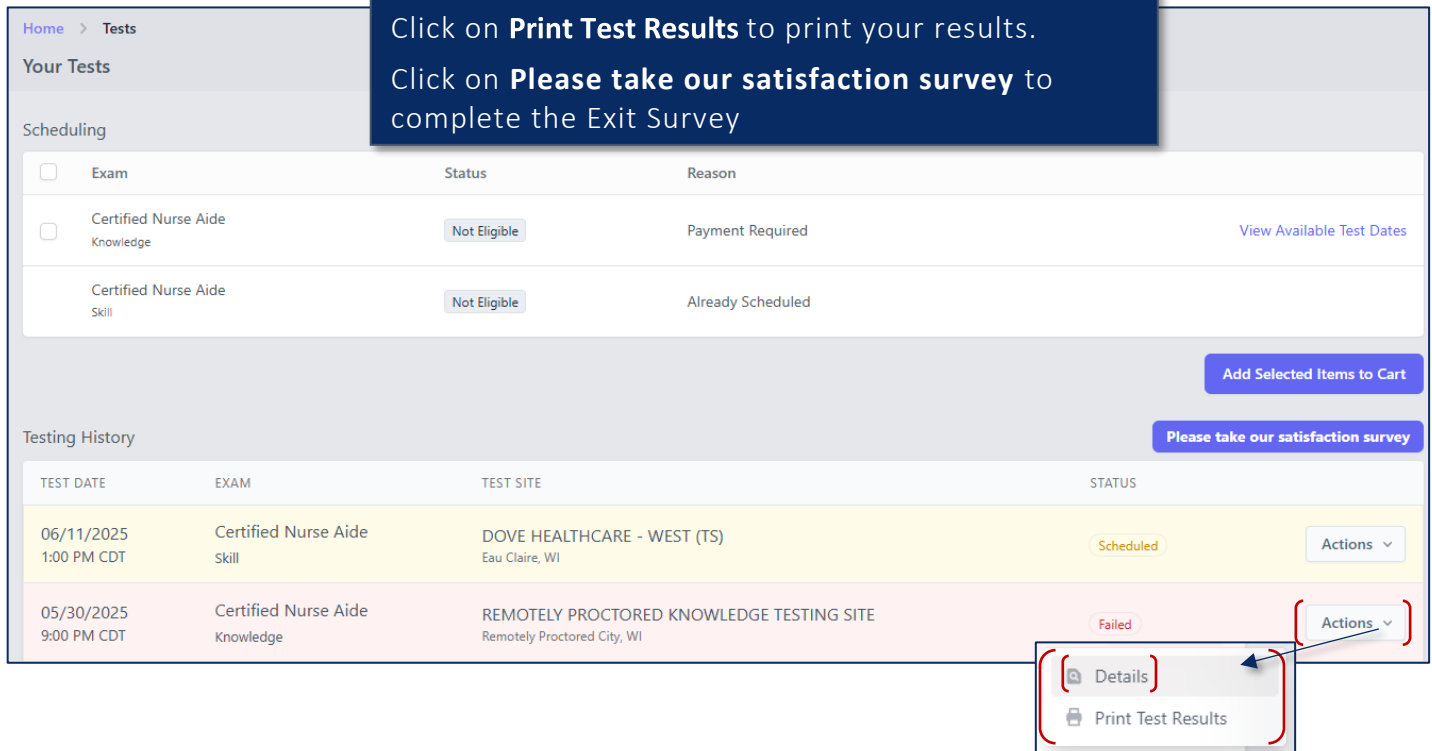 Click on Print Test Results to print your results.
Click on Please take our satisfaction survey to
complete the Exit Survey
Home > Tests
Your Tests
Scheduling
Exam Status Reason
Certified Nurse Aide
Knowledge
Not Eligible Payment Required View Available Test Dates
Certified Nurse Aide
Skill
Not Eligible Already Scheduled
Add Selected Items to Cart
Testing History Please take our satisfaction survey
TEST DATE EXAM TEST SITE STATUS
06/11/2025 Certified Nurse Aide DOVE HEALTHCARE - WEST (TS) Scheduled Actions
1:00 PM CDT Skill Eau Claire, WI
05/30/2025 Certified Nurse Aide REMOTELY PROCTORED KNOWLEDGE TESTING SITE Failed Actions
9:00 PM CDT Knowledge Remotely Proctored City, WI
Details
Print Test Results